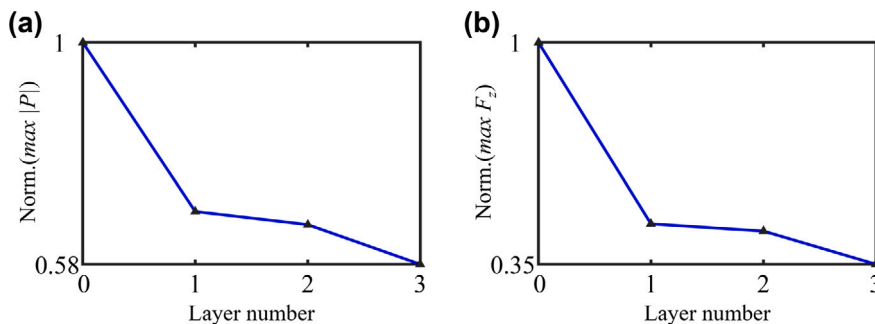 (a)
1
Norm.(max |P|)
0.58
0 1 2 3
Layer number
(b)
1
Norm.(max F_z)
0.35
0 1 2 3
Layer number